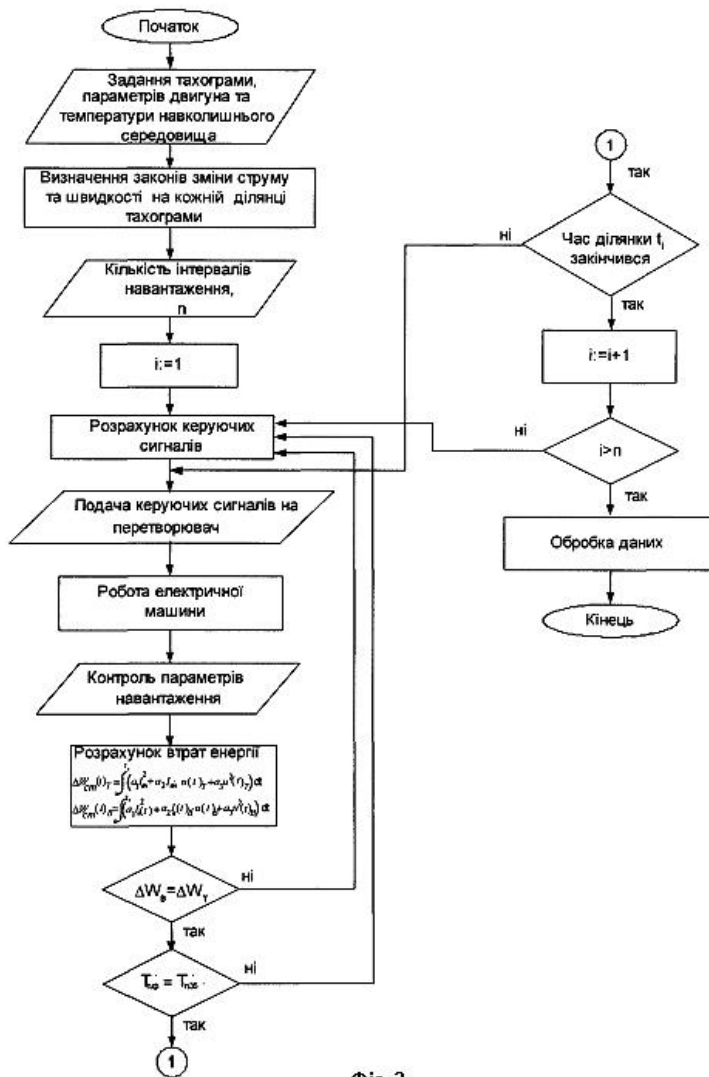 Початок
Задання тахограми,
параметрів двигуна та
температури навколишнього
середовища
Визначення законів зміни струму
та швидкості на кожній ділянці
тахограми
Кількість інтервалів
навантаження,
n
i:=1
Розрахунок керуючих
сигналів
Подача керуючих сигналів на
перетворювач
Робота електричної
машини
Контроль параметрів
навантаження
Розрахунок втрат енергії
ΔWв=ΔWт
ні
так
ні
так
1
1
так
Час ділянки ti
закінчився
ні
так
i:=i+1
i>n
ні
так
Обробка даних
Кінець